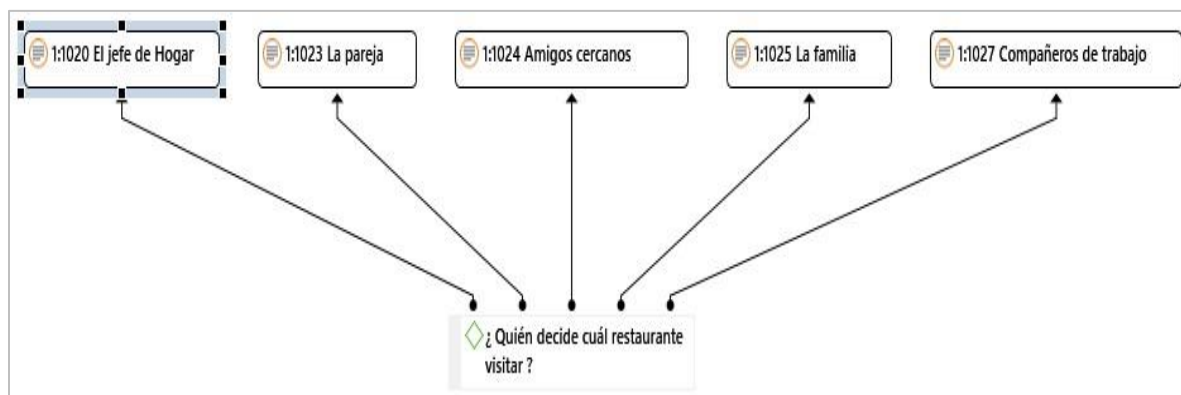 1:1020 El jefe de Hogar
1:1023 La pareja
1:1024 Amigos cercanos
1:1025 La familia
1:1027 Compañeros de trabajo
¿ Quién decide cuál restaurante
visitar ?